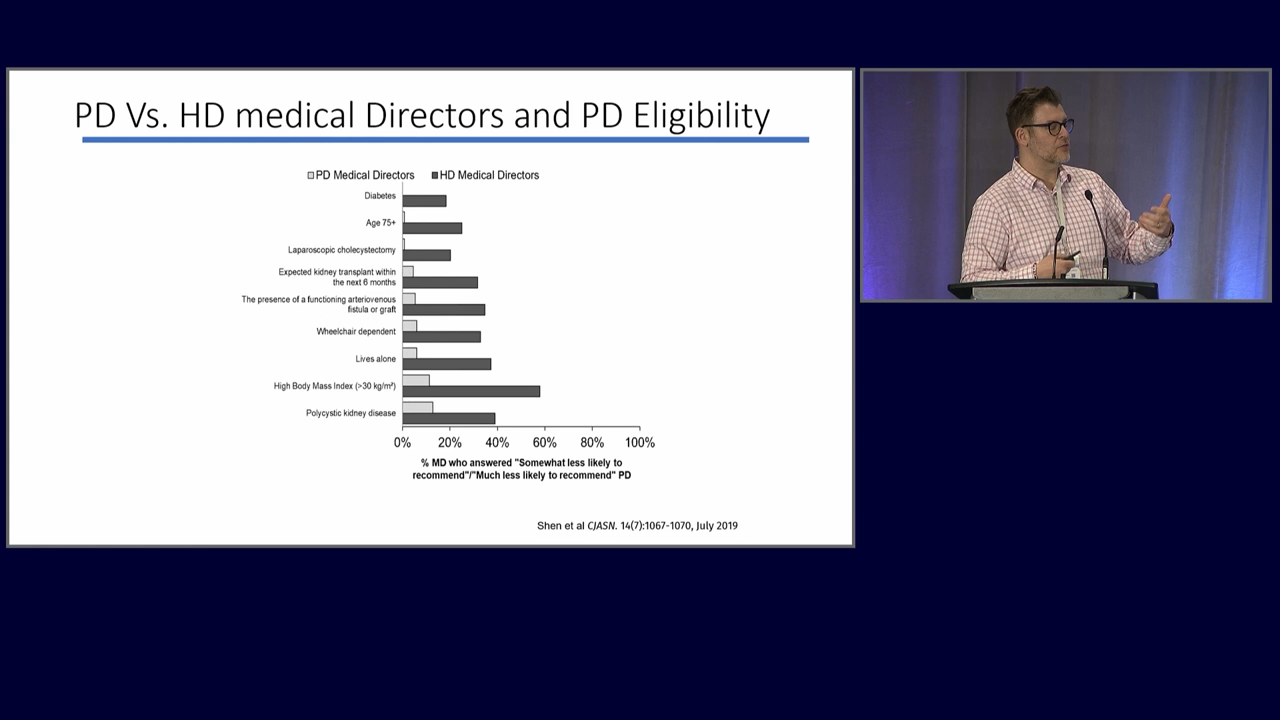 PD Vs. HD medical Directors and PD Eligibility
PD Medical Directors HD Medical Directors
Diabetes
Age 75+
Laparoscopic cholecystectomy
Expected kidney transplant within
the next 6 months
The presence of a functioning arteriovenous
fistula or graft
Wheelchair dependent
Lives alone
High Body Mass Index (>30 kg/m²)
Polycystic kidney disease
0% 20% 40% 60% 80% 100%
% MD who answered "Somewhat less likely to
recommend"/"Much less likely to recommend" PD
Shen et al CJASN. 14(7):1067-1070, July 2019